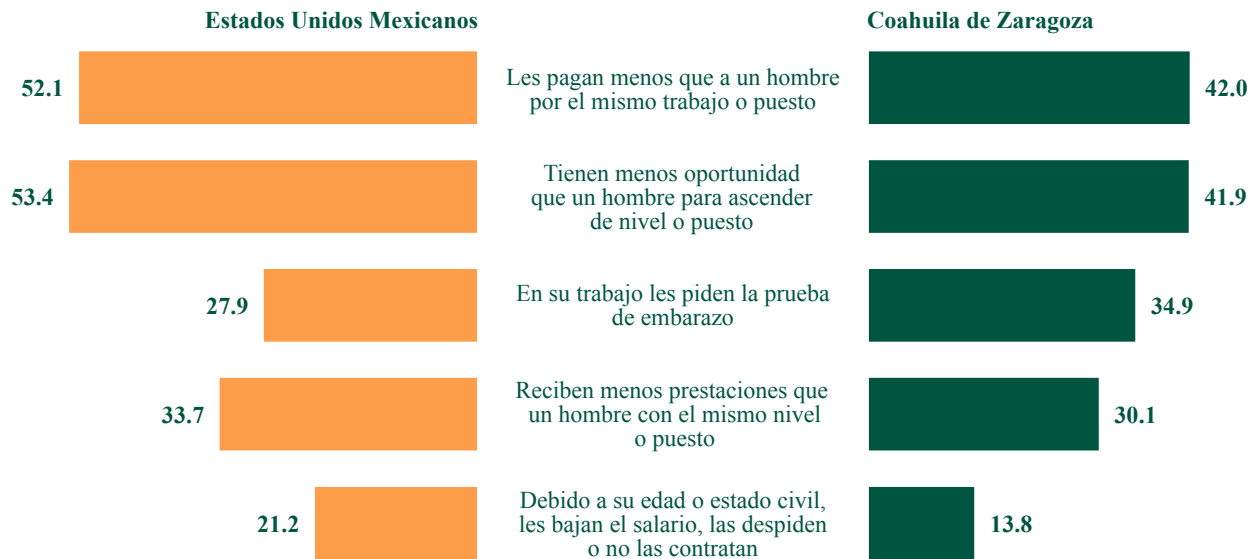 Estados Unidos Mexicanos
Coahuila de Zaragoza
52.1
Les pagan menos que a un hombre
por el mismo trabajo o puesto
42.0
53.4
Tienen menos oportunidad
que un hombre para ascender
de nivel o puesto
41.9
27.9
En su trabajo les piden la prueba
de embarazo
34.9
33.7
Reciben menos prestaciones que
un hombre con el mismo nivel
o puesto
30.1
21.2
Debido a su edad o estado civil,
les bajan el salario, las despiden
o no las contratan
13.8